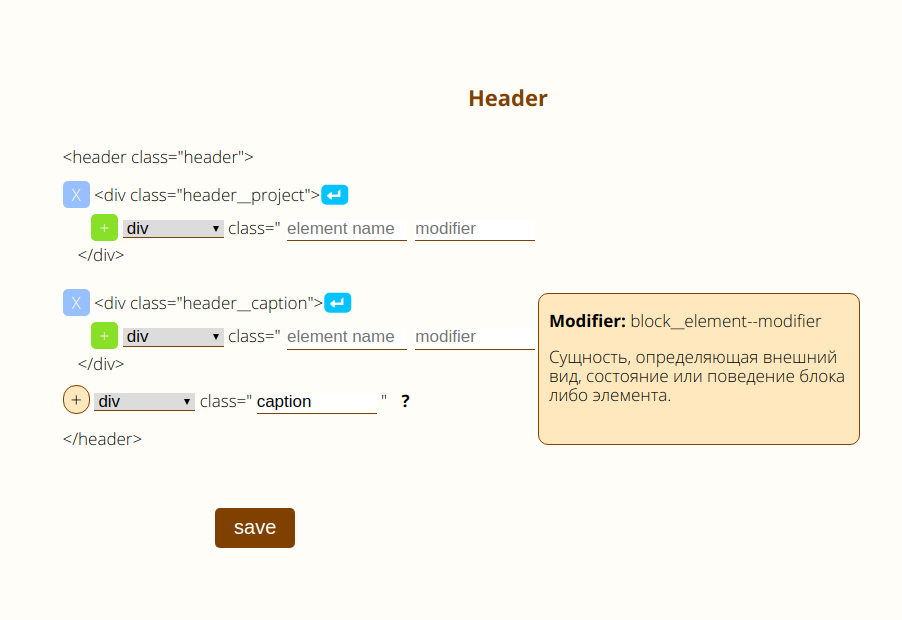 Header
<header class="header">
X <div class="header__project">
+ div class=" element name modifier
</div>
X <div class="header__caption">
+ div class=" element name modifier
</div>
+ div class=" caption " ?
</header>
Modifier: block__element--modifier
Сущность, определяющая внешний
вид, состояние или поведение блока
либо элемента.
save